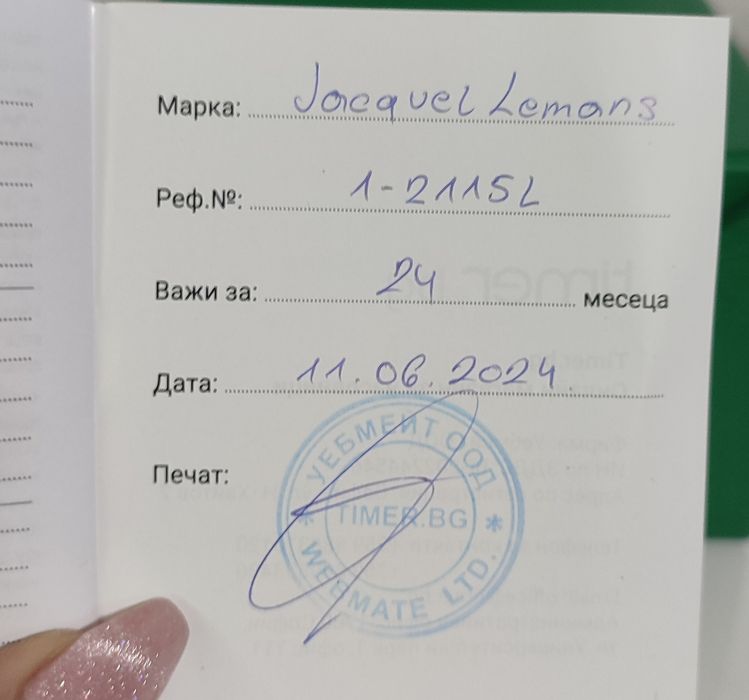 Марка: Jacquel Lemans
Реф.№: 1-2115L
Важи за: 24 месеца
Дата: 11.06.2024
Печат:
УЕБМЕЙТ ООД
TIMER.BG
WEBMATE LTD.